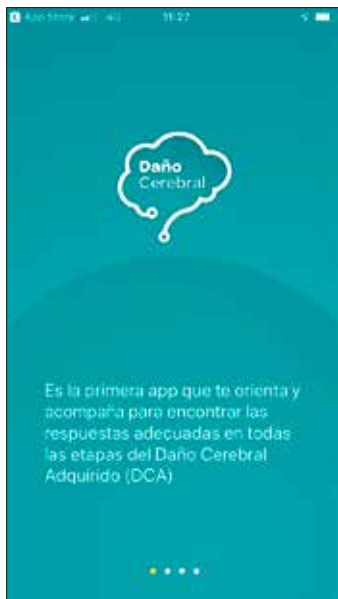 App Store 4G 11:27
Daño
Cerebral
Es la primera app que te orienta y
acompaña para encontrar las
respuestas adecuadas en todas
las etapas del Daño Cerebral
Adquirido (DCA)